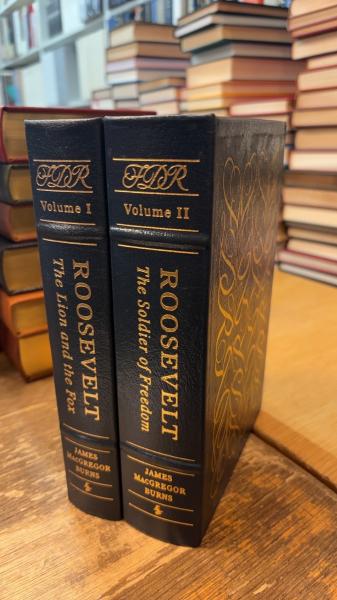 FDR
Volume I
ROOSEVELT
The Lion and the Fox
JAMES
MACGREGOR
BURNS
FDR
Volume II
ROOSEVELT
The Soldier of Freedom
JAMES
MACGREGOR
BURNS